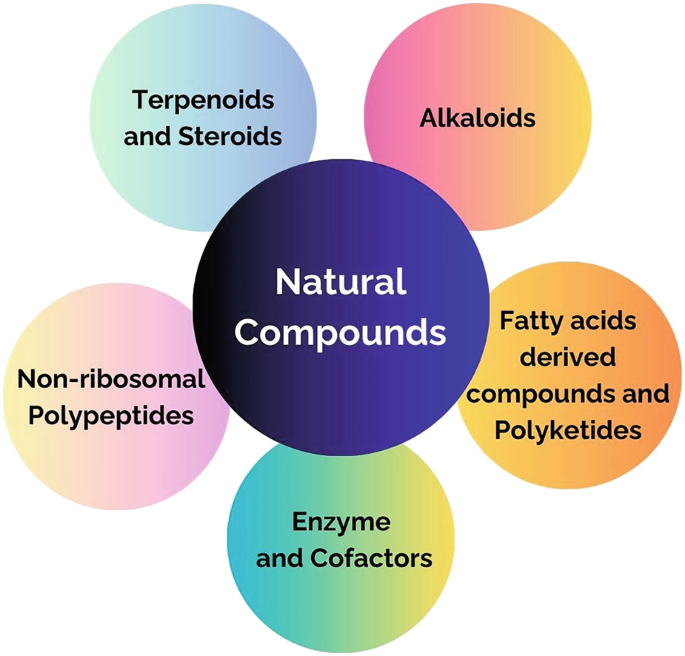 Terpenoids
and Steroids
Alkaloids
Natural
Compounds
Fatty acids
derived
compounds and
Polyketides
Non-ribosomal
Polypeptides
Enzyme
and Cofactors